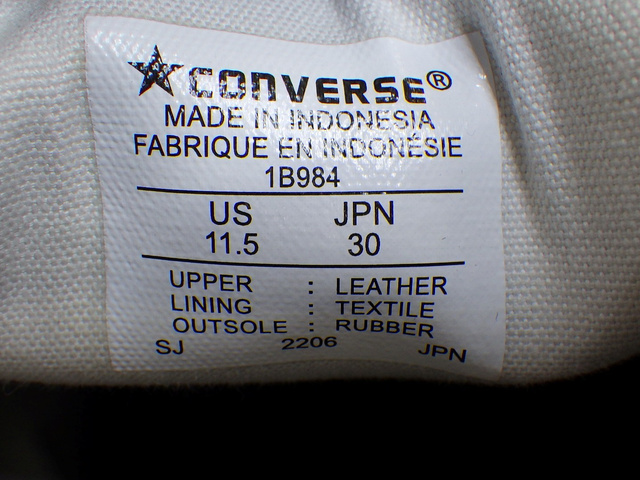 CONVERSE®
MADE IN INDONESIA
FABRIQUE EN INDONÉSIE
1B984
US JPN
11.5 30
UPPER : LEATHER
LINING : TEXTILE
OUTSOLE : RUBBER
SJ 2206 JPN